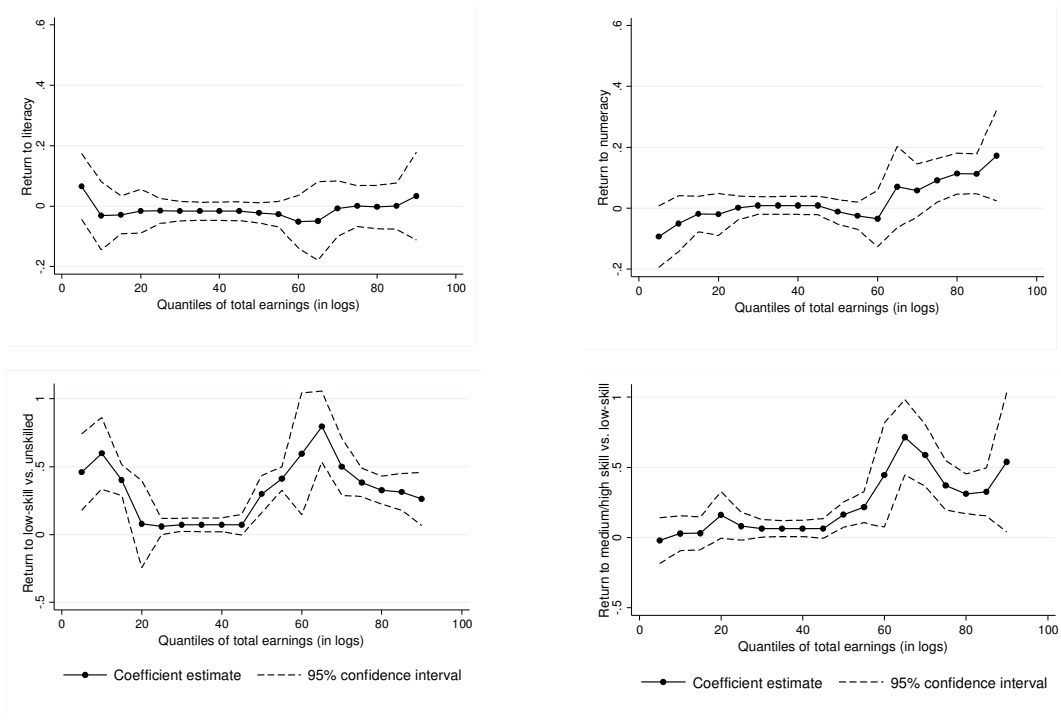 Return to literacy
.6
.4
.2
0
-.2
0 20 40 60 80 100
Quantiles of total earnings (in logs)
Return to numeracy
.6
.4
.2
0
-.2
0 20 40 60 80 100
Quantiles of total earnings (in logs)
Return to low-skill vs. unskilled
1
.5
0
-.5
0 20 40 60 80 100
Quantiles of total earnings (in logs)
Coefficient estimate 95% confidence interval
Return to medium/high skill vs. low-skill
1
.5
0
-.5
0 20 40 60 80 100
Quantiles of total earnings (in logs)
Coefficient estimate 95% confidence interval